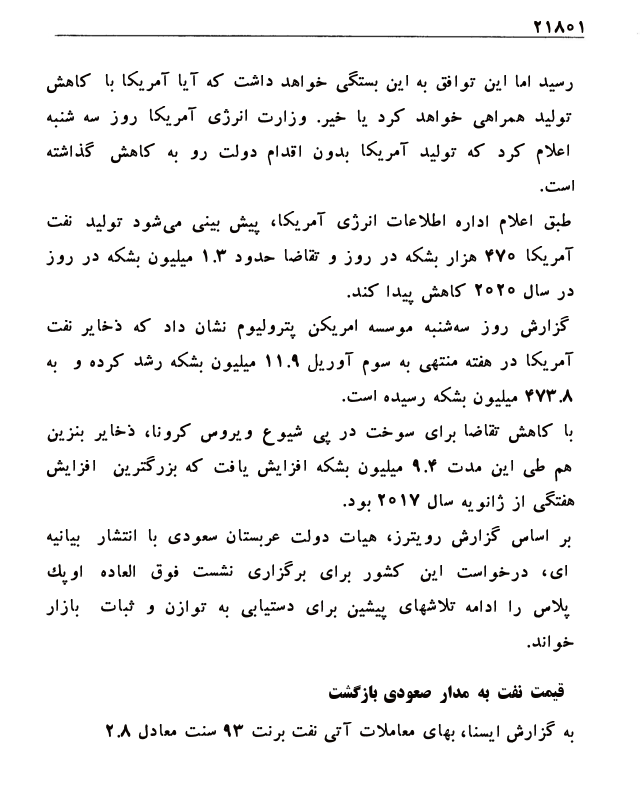 ۲۱۸۰۱
رسید اما این توافق به این بستگی خواهد داشت که آیا آمریکا با کاهش
تولید همراهی خواهد کرد یا خیر. وزارت انرژی آمریکا روز سه شنبه
اعلام کرد که تولید آمریکا بدون اقدام دولت رو به کاهش گذاشته
است.
طبق اعلام اداره اطلاعات انرژی آمریکا، پیش بینی می‌شود تولید نفت
آمریکا ۴۷۰ هزار بشکه در روز و تقاضا حدود ۱.۳ میلیون بشکه در روز
در سال ۲۰۲۰ کاهش پیدا کند.
گزارش روز سه‌شنبه موسسه امریکن پترولیوم نشان داد که ذخایر نفت
آمریکا در هفته منتهی به سوم آوریل ۱۱.۹ میلیون بشکه رشد کرده و به
۴۷۳.۸ میلیون بشکه رسیده است.
با کاهش تقاضا برای سوخت در پی شیوع ویروس کرونا، ذخایر بنزین
هم طی این مدت ۹.۴ میلیون بشکه افزایش یافت که بزرگترین افزایش
هفتگی از ژانویه سال ۲۰۱۷ بود.
بر اساس گزارش رویترز، هیات دولت عربستان سعودی با انتشار بیانیه
ای، درخواست این کشور برای برگزاری نشست فوق العاده اوپك
پلاس را ادامه تلاشهای پیشین برای دستیابی به توازن و ثبات بازار
خواند.
قیمت نفت به مدار صعودی بازگشت
به گزارش ایسنا، بهای معاملات آتی نفت برنت ۹۳ سنت معادل ۲.۸